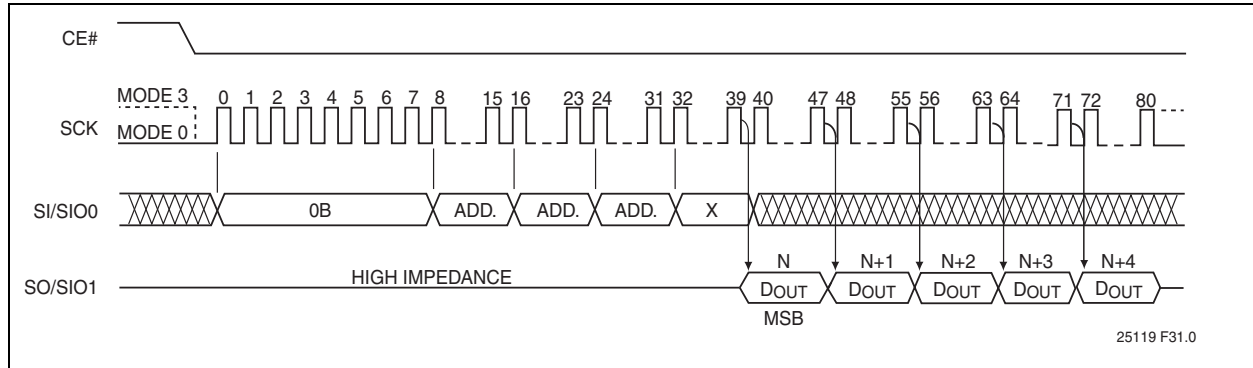 CE#
MODE 3
0 1 2 3 4 5 6 7 8 15 16 23 24 31 32 39 40 47 48 55 56 63 64 71 72 80
SCK
MODE 0
SI/SIO0
0B
ADD.
ADD.
ADD.
X
N N+1 N+2 N+3 N+4
SO/SIO1
HIGH IMPEDANCE
DOUT DOUT DOUT DOUT DOUT
MSB
25119 F31.0